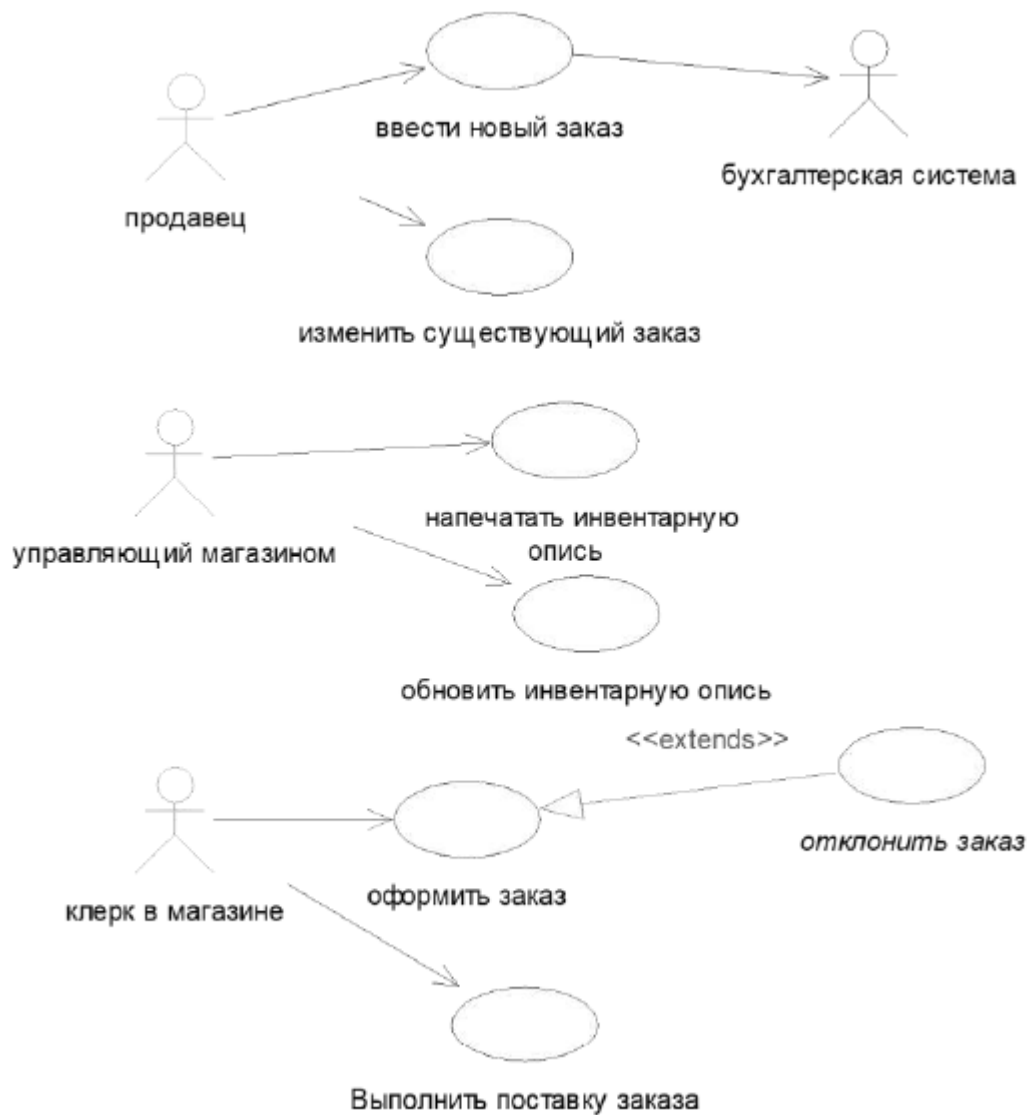 ввести новый заказ
бухгалтерская система
продавец
изменить существующий заказ
напечатать инвентарную
опись
управляющий магазином
обновить инвентарную опись
<<extends>>
отклонить заказ
оформить заказ
клерк в магазине
Выполнить поставку заказа